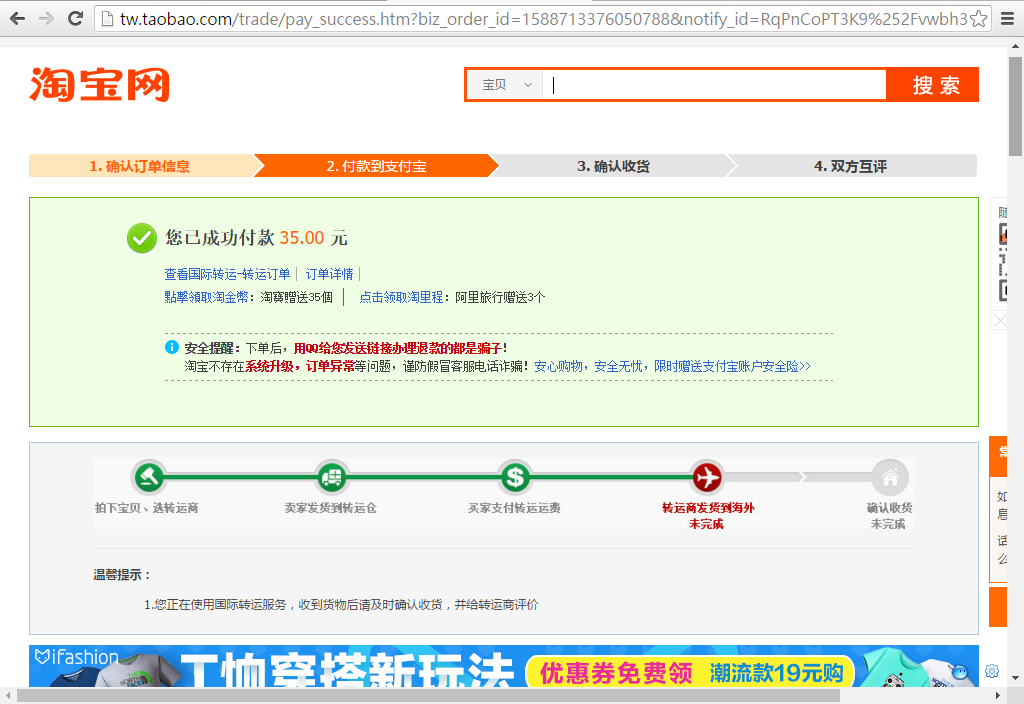 tw.taobao.com/trade/pay_success.htm?biz_order_id=1588713376050788&notify_id=RqPnCoPT3K9%252Fvwbh3
淘宝网
宝贝
搜 索
1. 确认订单信息 2. 付款到支付宝 3. 确认收货 4. 双方互评
您已成功付款 35.00 元
查看国际转运-转运订单 | 订单详情 |
點擊領取淘金幣：淘寶贈送35個 | 点击领取淘里程：阿里旅行赠送3个
安全提醒：下单后，用QQ给您发送链接办理退款的都是骗子！
淘宝不存在系统升级，订单异常等问题，谨防假冒客服电话诈骗！安心购物，安全无忧，限时赠送支付宝账户安全险>>
随
拍下宝贝、选转运商 卖家发货到转运仓 买家支付转运运费 转运商发货到海外 确认收货
未完成 未完成
常
如
息
话
么
温馨提示：
1.您正在使用国际转运服务，收到货物后请及时确认收货，并给转运商评价
iFashion
T恤穿搭新玩法
优惠券免费领 潮流款19元购